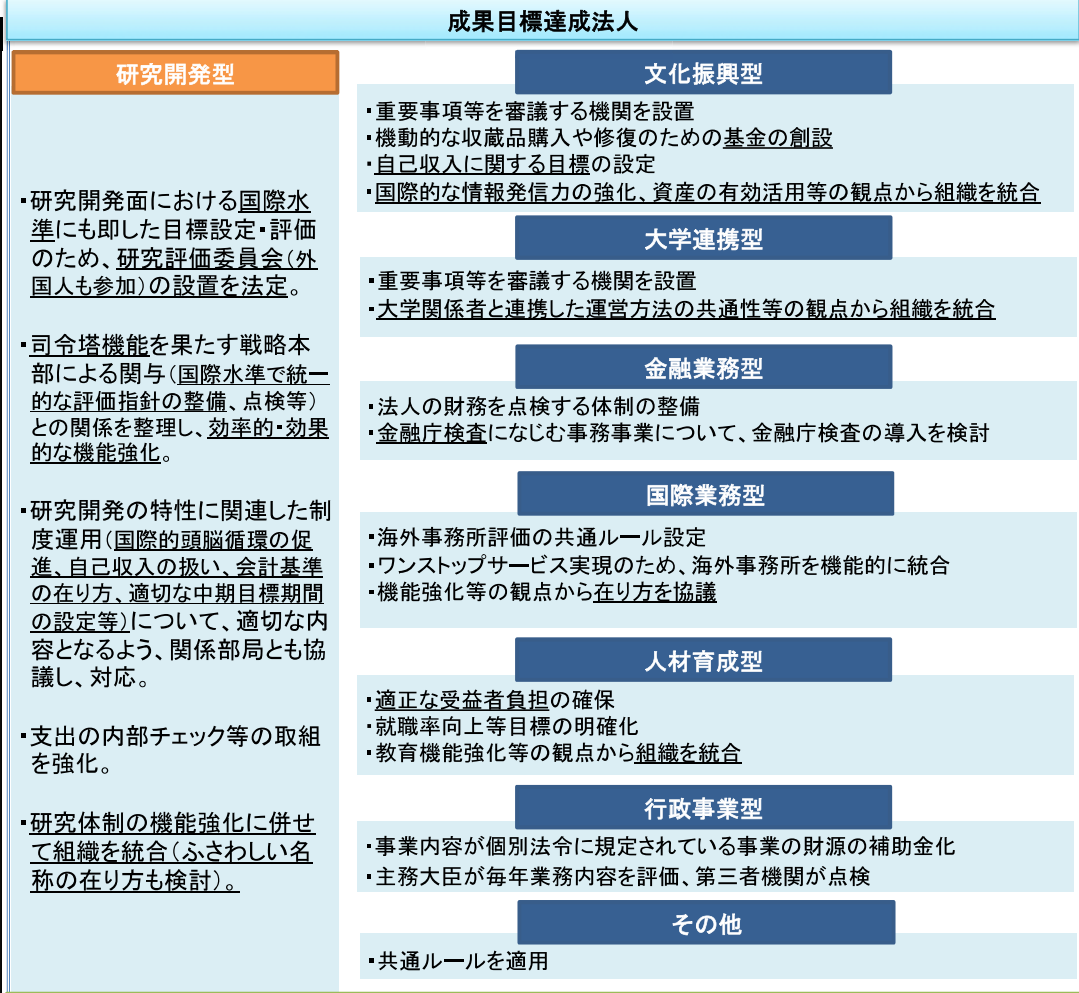 成果目標達成法人
研究開発型
・研究開発面における国際水
準にも即した目標設定・評価
のため、研究評価委員会(外
国人も参加)の設置を法定。
・司令塔機能を果たす戦略本
部による関与(国際水準で統一
的な評価指針の整備、点検等)
との関係を整理し、効率的・効果
的な機能強化。
・研究開発の特性に関連した制
度運用(国際的頭脳循環の促
進、自己収入の扱い、会計基準
の在り方、適切な中期目標期間
の設定等)について、適切な内
容となるよう、関係部局とも協
議し、対応。
・支出の内部チェック等の取組
を強化。
・研究体制の機能強化に併せ
て組織を統合(ふさわしい名
称の在り方も検討)。
文化振興型
・重要事項等を審議する機関を設置
・機動的な収蔵品購入や修復のための基金の創設
・自己収入に関する目標の設定
・国際的な情報発信力の強化、資産の有効活用等の観点から組織を統合
大学連携型
・重要事項等を審議する機関を設置
・大学関係者と連携した運営方法の共通性等の観点から組織を統合
金融業務型
・法人の財務を点検する体制の整備
・金融庁検査になじむ事務事業について、金融庁検査の導入を検討
国際業務型
・海外事務所評価の共通ルール設定
・ワンストップサービス実現のため、海外事務所を機能的に統合
・機能強化等の観点から在り方を協議
人材育成型
・適正な受益者負担の確保
・就職率向上等目標の明確化
・教育機能強化等の観点から組織を統合
行政事業型
・事業内容が個別法令に規定されている事業の財源の補助金化
・主務大臣が毎年業務内容を評価、第三者機関が点検
その他
・共通ルールを適用